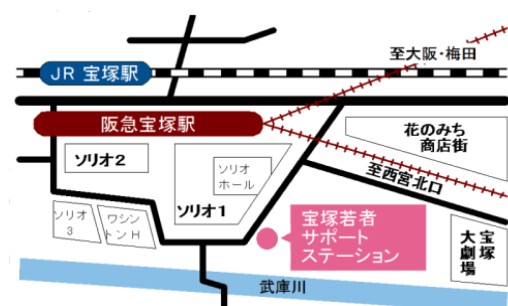 至大阪・梅田
JR 宝塚駅
阪急宝塚駅
花のみち
商店街
ソリオ2
ソリオ
ホール
至西宮北口
ソリオ1
ソリオ
3
ワシン
トンH
宝塚若者
サポート
ステーション
宝塚
大劇場
武庫川